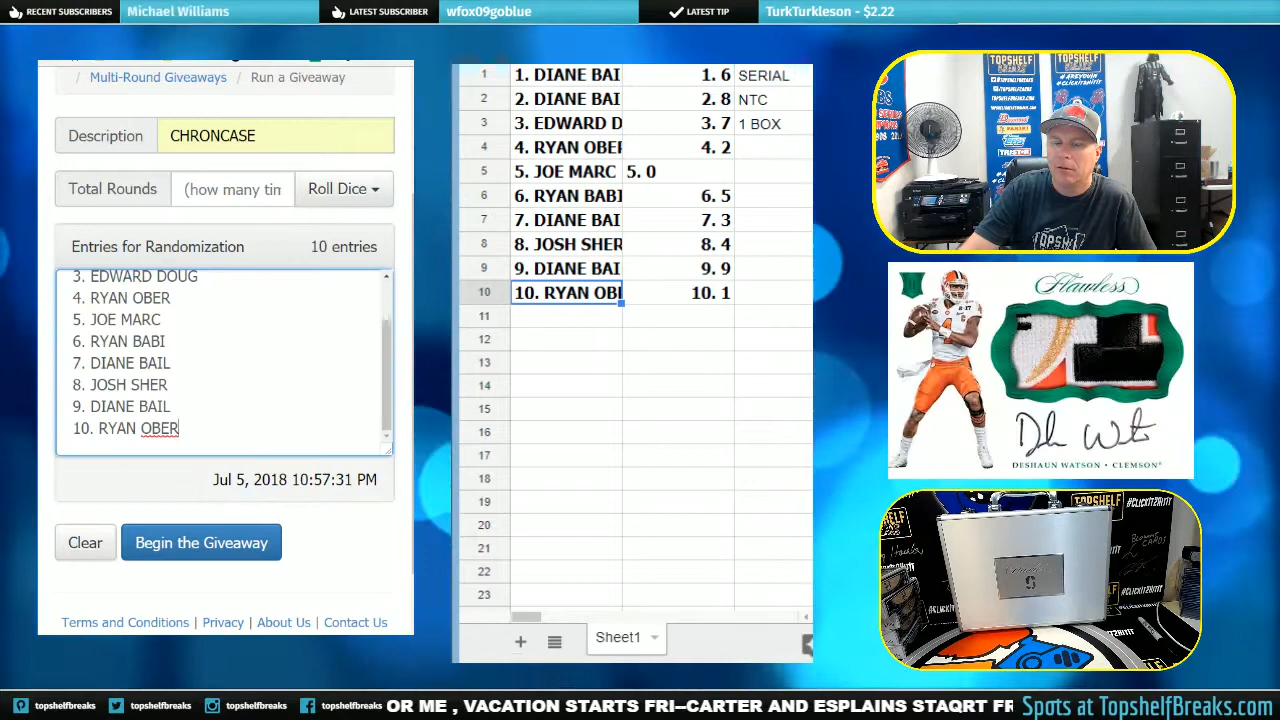 RECENT SUBSCRIBERS Michael Williams LATEST SUBSCRIBER wfox09goblue LATEST TIP TurkTurkleson - $2.22
/ Multi-Round Giveaways / Run a Giveaway
Description CHRONCASE
Total Rounds (how many tim Roll Dice
Entries for Randomization 10 entries
3. EDWARD DOUG
4. RYAN OBER
5. JOE MARC
6. RYAN BABI
7. DIANE BAIL
8. JOSH SHER
9. DIANE BAIL
10. RYAN OBER
Jul 5, 2018 10:57:31 PM
Clear Begin the Giveaway
Terms and Conditions | Privacy | About Us | Contact Us
1 1. DIANE BAI 1. 6 SERIAL
2 2. DIANE BAI 2. 8 NTC
3 3. EDWARD D 3. 7 1 BOX
4 4. RYAN OBER 4. 2
5 5. JOE MARC 5. 0
6 6. RYAN BABI 6. 5
7 7. DIANE BAI 7. 3
8 8. JOSH SHER 8. 4
9 9. DIANE BAI 9. 9
10 10. RYAN OBI 10. 1
11
12
13
14
15
16
17
18
19
20
21
22
23
Sheet1
TOPSHELF
BREAKS
PANINI
TRISTAR
TOPSH
Flawless
DESHAUN WATSON • CLEMSON
TOPSHELF
topshelfbreaks topshelfbreaks topshelfbreaks topshelfbreaks OR ME , VACATION STARTS FRI--CARTER AND ESPLAINS STAQRT FR Spots at TopshelfBreaks.com